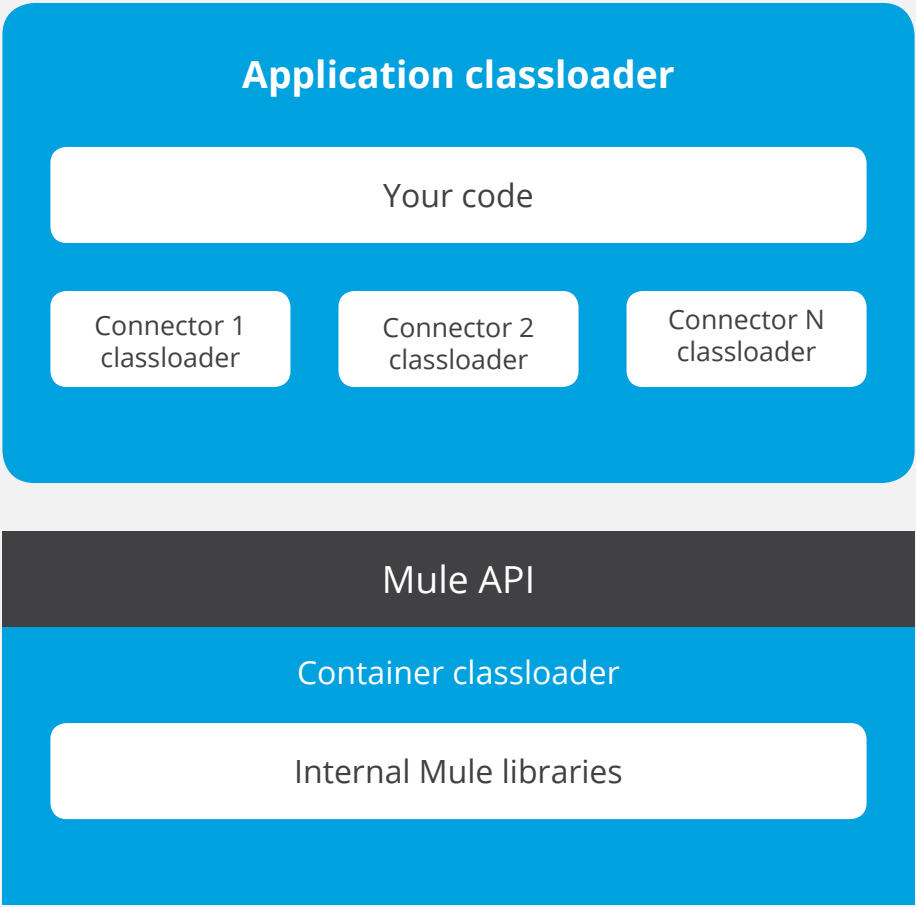 Application classloader
Your code
Connector 1
classloader
Connector 2
classloader
Connector N
classloader
Mule API
Container classloader
Internal Mule libraries